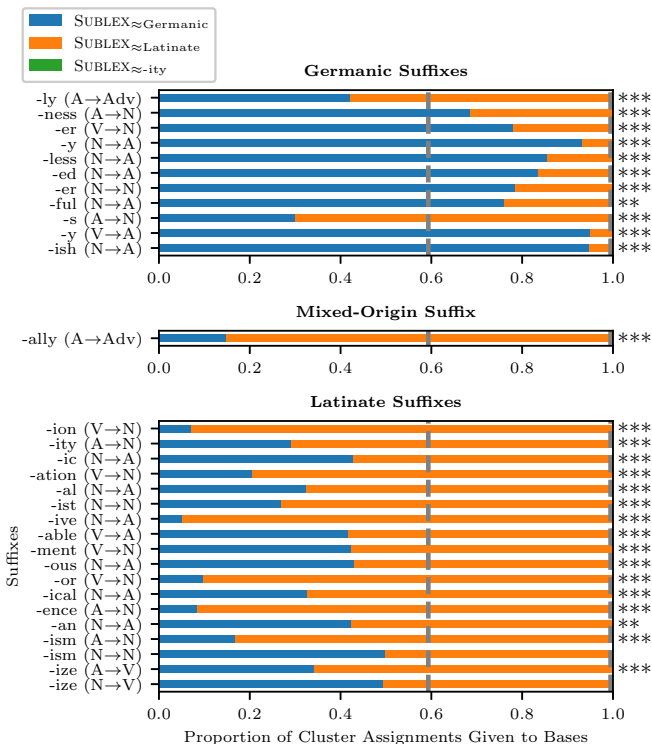 SUBLEX≈Germanic
SUBLEX≈Latinate
SUBLEX≈-ity
Germanic Suffixes
-ly (A→Adv) ***
-ness (A→N) ***
-er (V→N) ***
-y (N→A) ***
-less (N→A) ***
-ed (N→A) ***
-er (N→N) ***
-ful (N→A) **
-s (A→N) ***
-y (V→A) ***
-ish (N→A) ***
0.0 0.2 0.4 0.6 0.8 1.0
Mixed-Origin Suffix
-ally (A→Adv) ***
0.0 0.2 0.4 0.6 0.8 1.0
Latinate Suffixes
Suffixes
-ion (V→N) ***
-ity (A→N) ***
-ic (N→A) ***
-ation (V→N) ***
-al (N→A) ***
-ist (N→N) ***
-ive (N→A) ***
-able (V→A) ***
-ment (V→N) ***
-ous (N→A) ***
-or (V→N) ***
-ical (N→A) ***
-ence (A→N) ***
-an (N→A) **
-ism (A→N) ***
-ism (N→N)
-ize (A→V) ***
-ize (N→V)
0.0 0.2 0.4 0.6 0.8 1.0
Proportion of Cluster Assignments Given to Bases